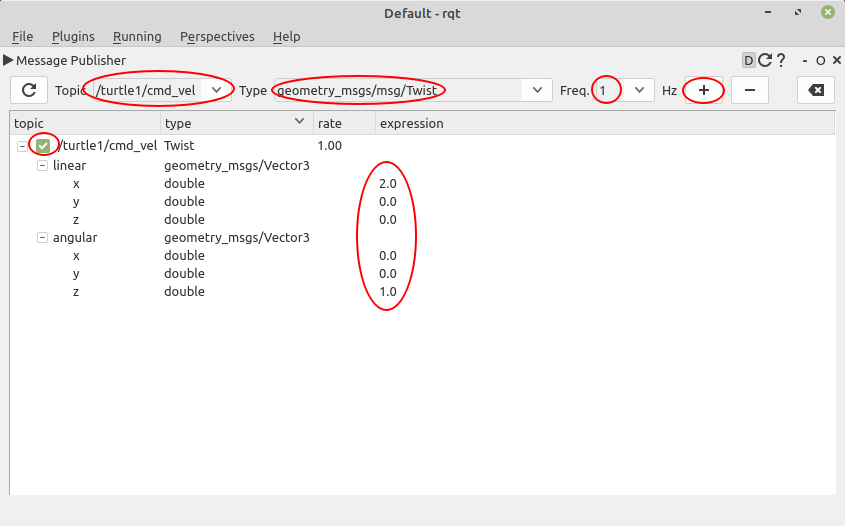 Default - rqt
File Plugins Running Perspectives Help
Message Publisher D ? - O
Topic /turtle1/cmd_vel Type geometry_msgs/msg/Twist Freq. 1 Hz + −
topic type rate expression
/turtle1/cmd_vel Twist 1.00
linear geometry_msgs/Vector3
x double 2.0
y double 0.0
z double 0.0
angular geometry_msgs/Vector3
x double 0.0
y double 0.0
z double 1.0